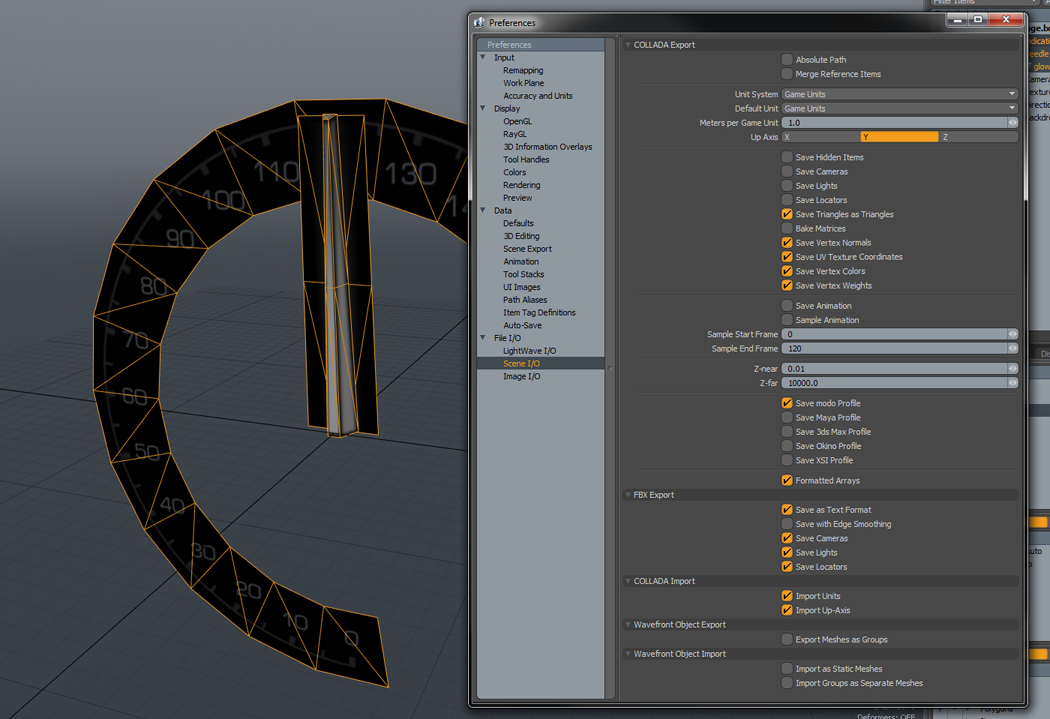 Filter Items
Preferences
Preferences
Input
Remapping
Work Plane
Accuracy and Units
Display
OpenGL
RayGL
3D Information Overlays
Tool Handles
Colors
Rendering
Preview
Data
Defaults
3D Editing
Scene Export
Animation
Tool Stacks
UI Images
Path Aliases
Item Tag Definitions
Auto-Save
File I/O
LightWave I/O
Scene I/O
Image I/O
COLLADA Export
Absolute Path
Merge Reference Items
Unit System Game Units
Default Unit Game Units
Meters per Game Unit 1.0
Up Axis X Y Z
Save Hidden Items
Save Cameras
Save Lights
Save Locators
Save Triangles as Triangles
Bake Matrices
Save Vertex Normals
Save UV Texture Coordinates
Save Vertex Colors
Save Vertex Weights
Save Animation
Sample Animation
Sample Start Frame 0
Sample End Frame 120
Z-near 0.01
Z-far 10000.0
Save modo Profile
Save Maya Profile
Save 3ds Max Profile
Save Okino Profile
Save XSI Profile
Formatted Arrays
FBX Export
Save as Text Format
Save with Edge Smoothing
Save Cameras
Save Lights
Save Locators
COLLADA Import
Import Units
Import Up-Axis
Wavefront Object Export
Export Meshes as Groups
Wavefront Object Import
Import as Static Meshes
Import Groups as Separate Meshes
0
10
20
30
40
50
60
70
80
90
100
110
130
glow
Deformers: OFF